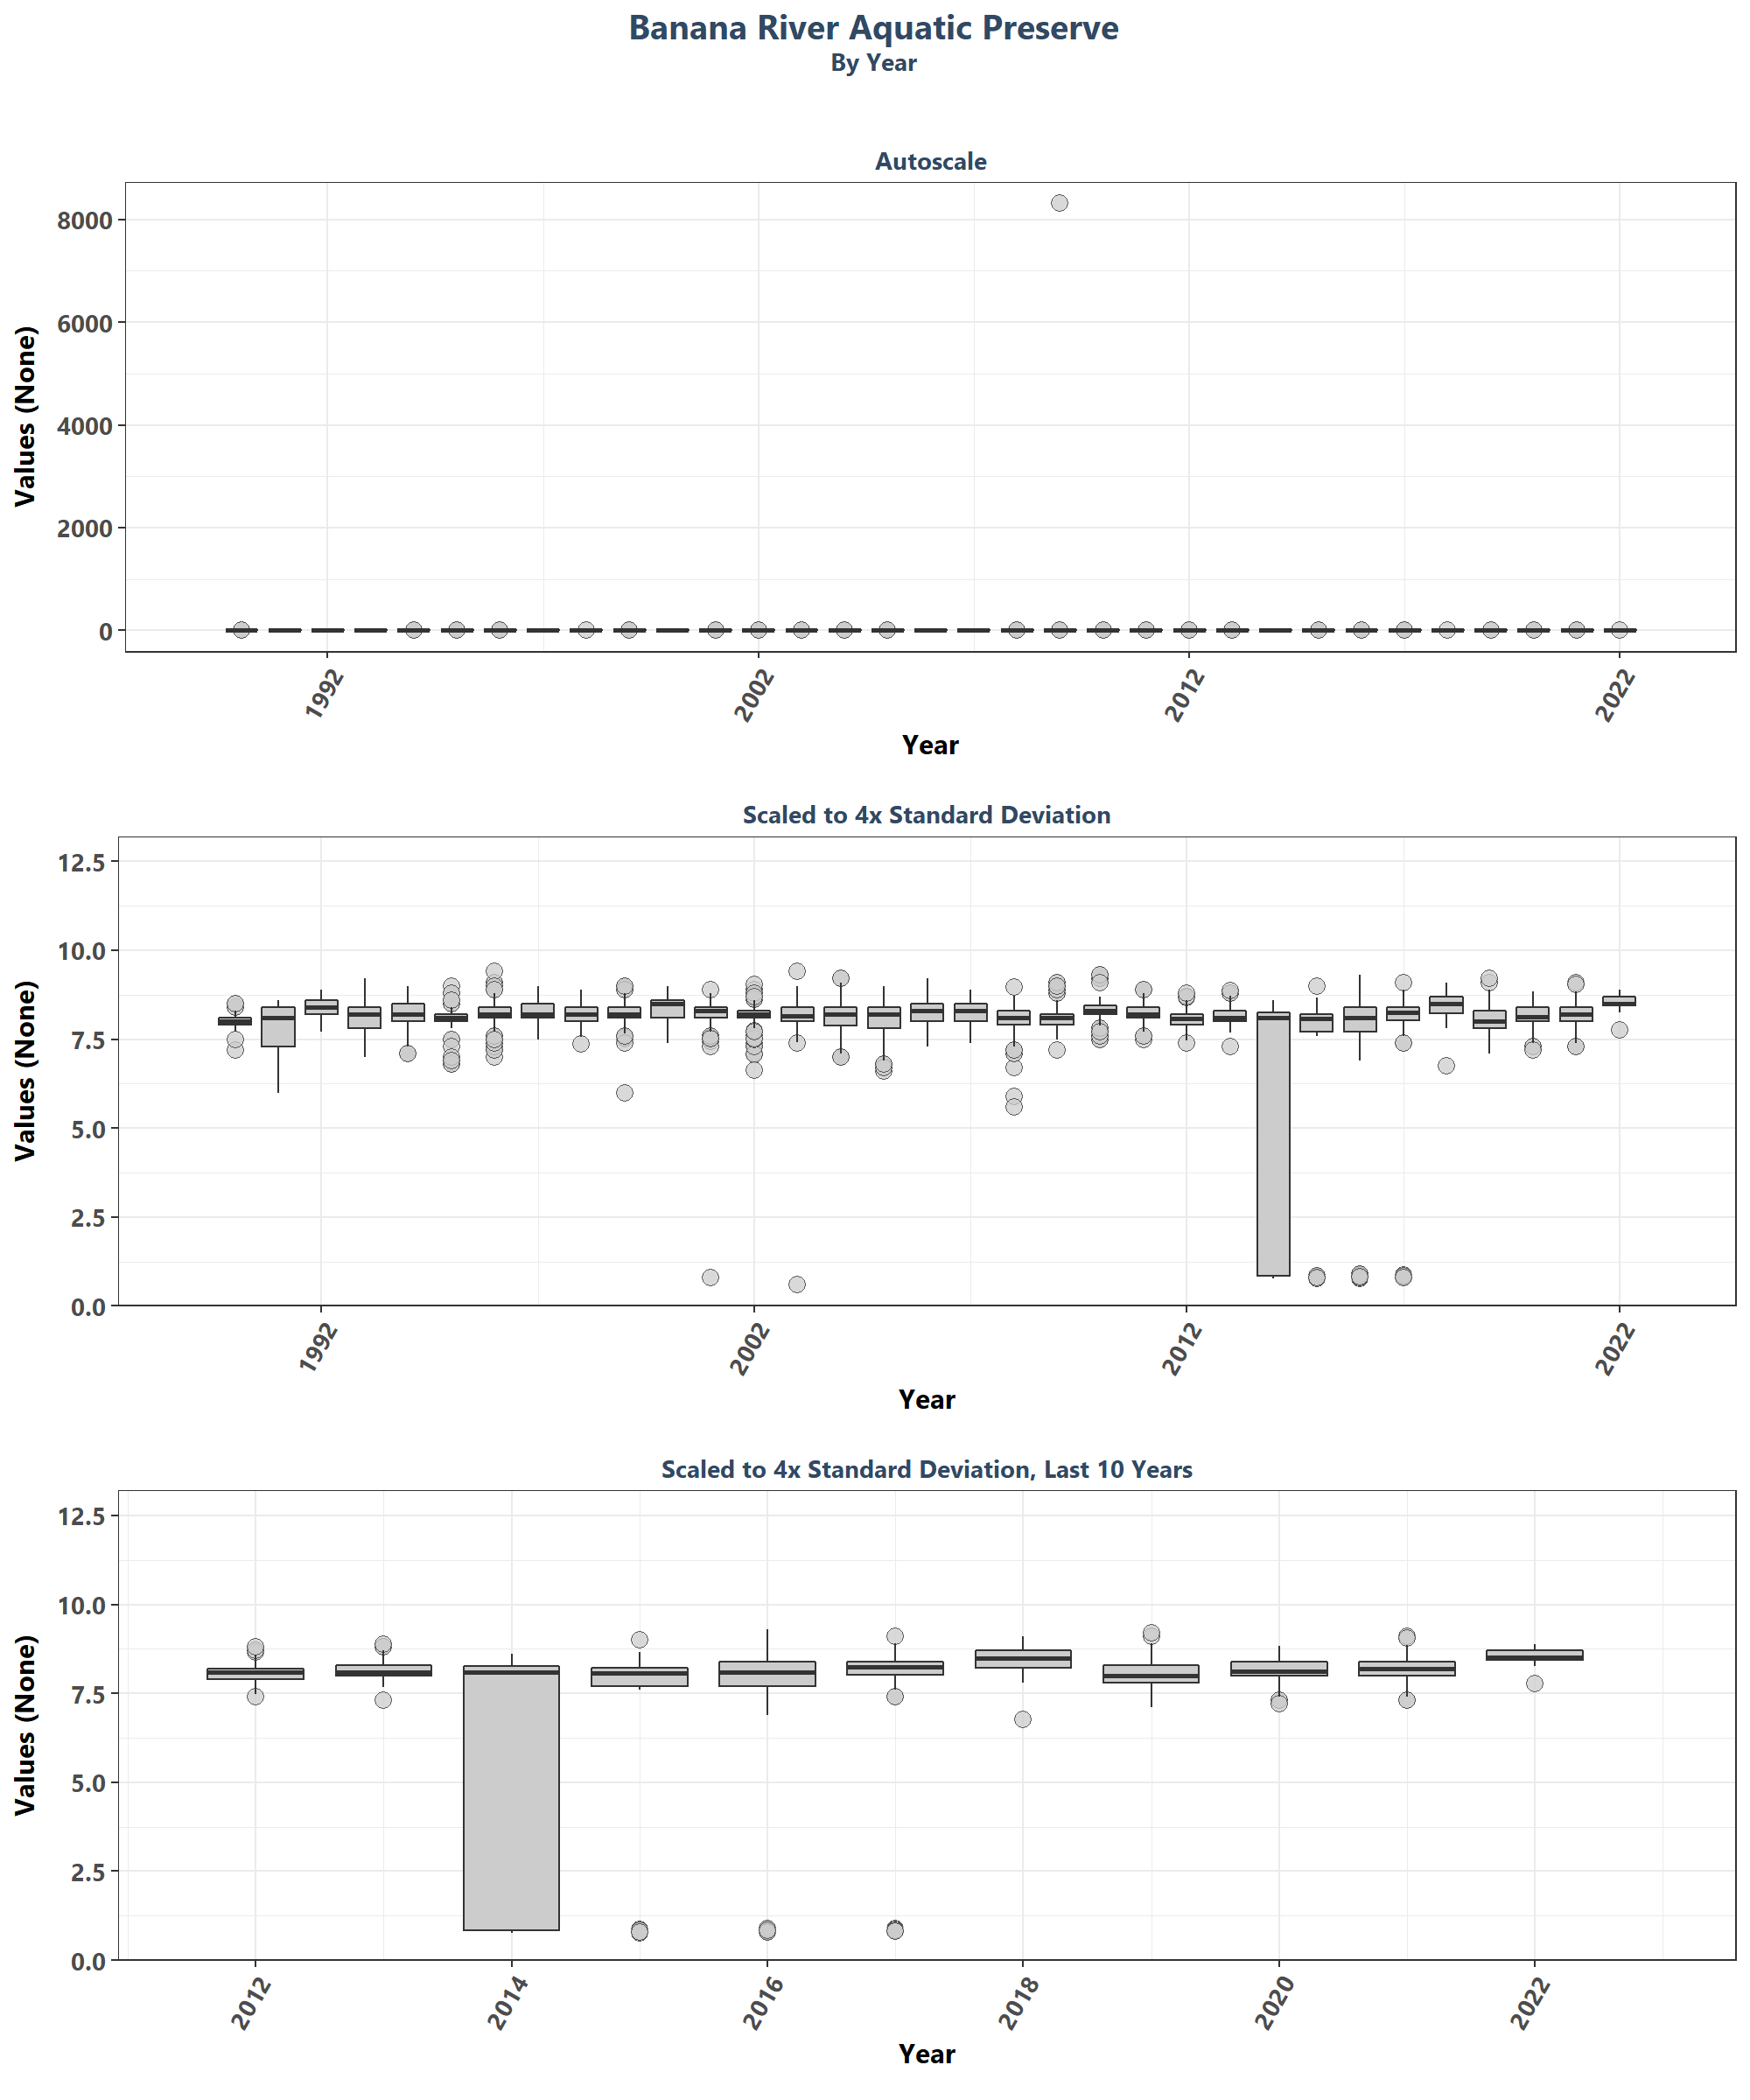 Banana River Aquatic Preserve
By Year
Autoscale
Values (None)
8000
6000
4000
2000
0
1992
2002
2012
2022
Year
Scaled to 4x Standard Deviation
Values (None)
12.5
10.0
7.5
5.0
2.5
0.0
1992
2002
2012
2022
Year
Scaled to 4x Standard Deviation, Last 10 Years
Values (None)
12.5
10.0
7.5
5.0
2.5
0.0
2012
2014
2016
2018
2020
2022
Year